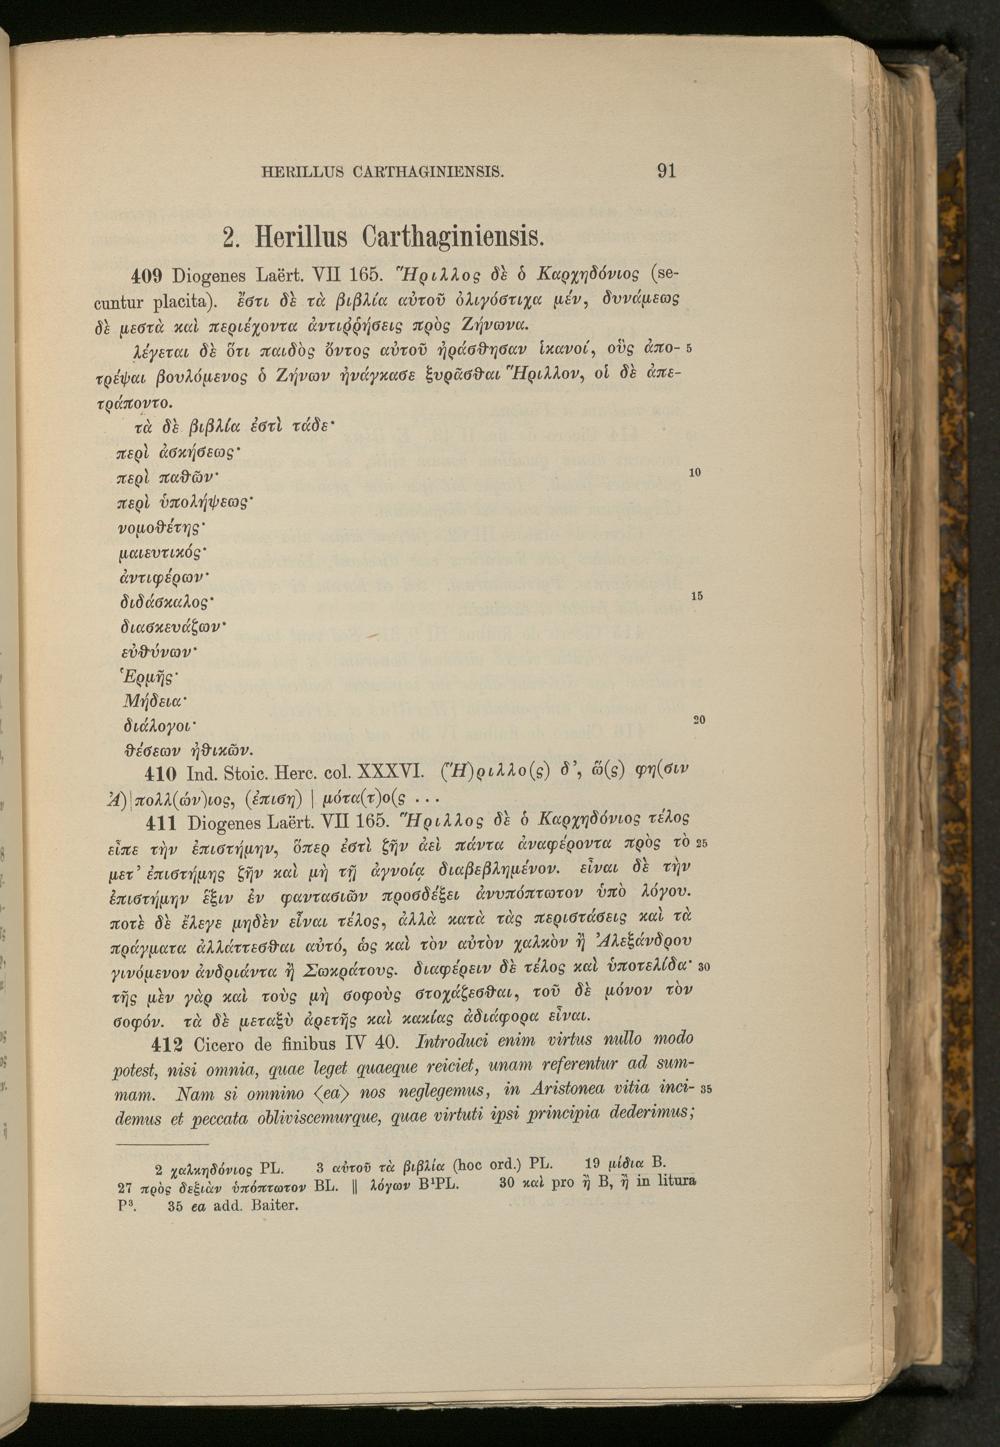 HERILLUS CARTHAGINIENSIS. 91
2. Herillus Carthaginiensis.
409 Diogenes Laërt. VII 165. Ἥριλλος δὲ ὁ Καρχηδόνιος (se-
cuntur placita). ἔστι δὲ τὰ βιβλία αὐτοῦ ὀλιγόστιχα μέν, δυνάμεως
δὲ μεστὰ καὶ περιέχοντα ἀντιῤῥήσεις πρὸς Ζήνωνα.
λέγεται δὲ ὅτι παιδὸς ὄντος αὐτοῦ ἠράσθησαν ἱκανοί, οὓς ἀπο- 5
τρέψαι βουλόμενος ὁ Ζήνων ἠνάγκασε ξυρᾶσθαι Ἥριλλον, οἱ δὲ ἀπε-
τράποντο.
τὰ δὲ βιβλία ἐστὶ τάδε·
περὶ ἀσκήσεως·
περὶ παθῶν· 10
περὶ ὑπολήψεως·
νομοθέτης·
μαιευτικός·
ἀντιφέρων·
διδάσκαλος· 15
διασκευάζων·
εὐθύνων·
Ἑρμῆς·
Μήδεια·
διάλογοι· 20
θέσεων ἠθικῶν.
410 Ind. Stoic. Herc. col. XXXVI. (Ἥ)ριλλο(ς) δ’, ὥ(ς) φη(σιν
Ἀ)|πολλ(ών)ιος, (ἐπιση) | μότα(τ)ο(ς ...
411 Diogenes Laërt. VII 165. Ἥριλλος δὲ ὁ Καρχηδόνιος τέλος
εἶπε τὴν ἐπιστήμην, ὅπερ ἐστὶ ζῆν ἀεὶ πάντα ἀναφέροντα πρὸς τὸ 25
μετ’ ἐπιστήμης ζῆν καὶ μὴ τῇ ἀγνοίᾳ διαβεβλημένον. εἶναι δὲ τὴν
ἐπιστήμην ἕξιν ἐν φαντασιῶν προσδέξει ἀνυπόπτωτον ὑπὸ λόγου.
ποτὲ δὲ ἔλεγε μηδὲν εἶναι τέλος, ἀλλὰ κατὰ τὰς περιστάσεις καὶ τὰ
πράγματα ἀλλάττεσθαι αὐτό, ὡς καὶ τὸν αὐτὸν χαλκὸν ἢ Ἀλεξάνδρου
γινόμενον ἀνδριάντα ἢ Σωκράτους. διαφέρειν δὲ τέλος καὶ ὑποτελίδα· 30
τῆς μὲν γὰρ καὶ τοὺς μὴ σοφοὺς στοχάζεσθαι, τοῦ δὲ μόνον τὸν
σοφόν. τὰ δὲ μεταξὺ ἀρετῆς καὶ κακίας ἀδιάφορα εἶναι.
412 Cicero de finibus IV 40. Introduci enim virtus nullo modo
potest, nisi omnia, quae leget quaeque reiciet, unam referentur ad sum-
mam. Nam si omnino ⟨ea⟩ nos neglegemus, in Aristonea vitia inci- 35
demus et peccata obliviscemurque, quae virtuti ipsi principia dederimus;
2 χαλκηδόνιος PL. 3 αὐτοῦ τὰ βιβλία (hoc ord.) PL. 19 μίδια B.
27 πρὸς δεξιὰν ὑπόπτωτον BL. || λόγων B¹PL. 30 καὶ pro ἢ B, ἢ in litura
P³. 35 ea add. Baiter.